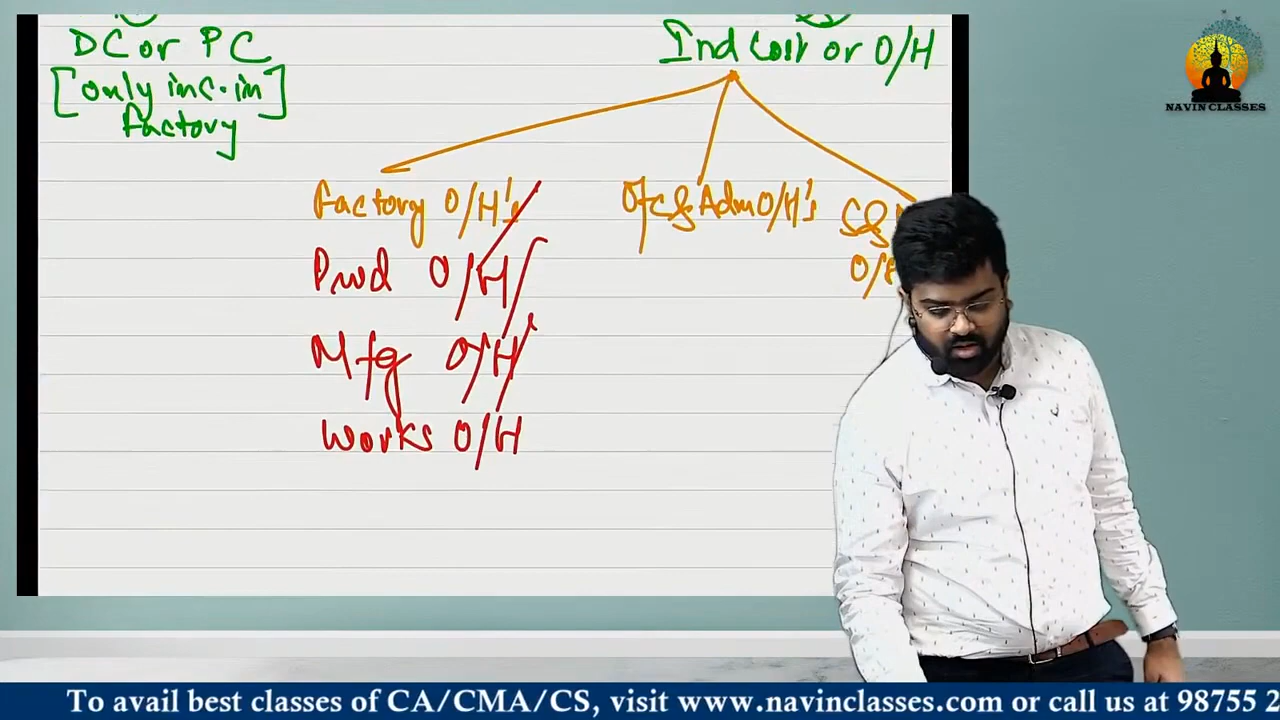 DC or PC
[only inc. in]
factory
Ind Cost or O/H
NAVIN CLASSES
Factory O/H's
Ofc & Adm O/H's
S&
Prod O/H
Mfg O/H
Works O/H
To avail best classes of CA/CMA/CS, visit www.navinclasses.com or call us at 98755 2